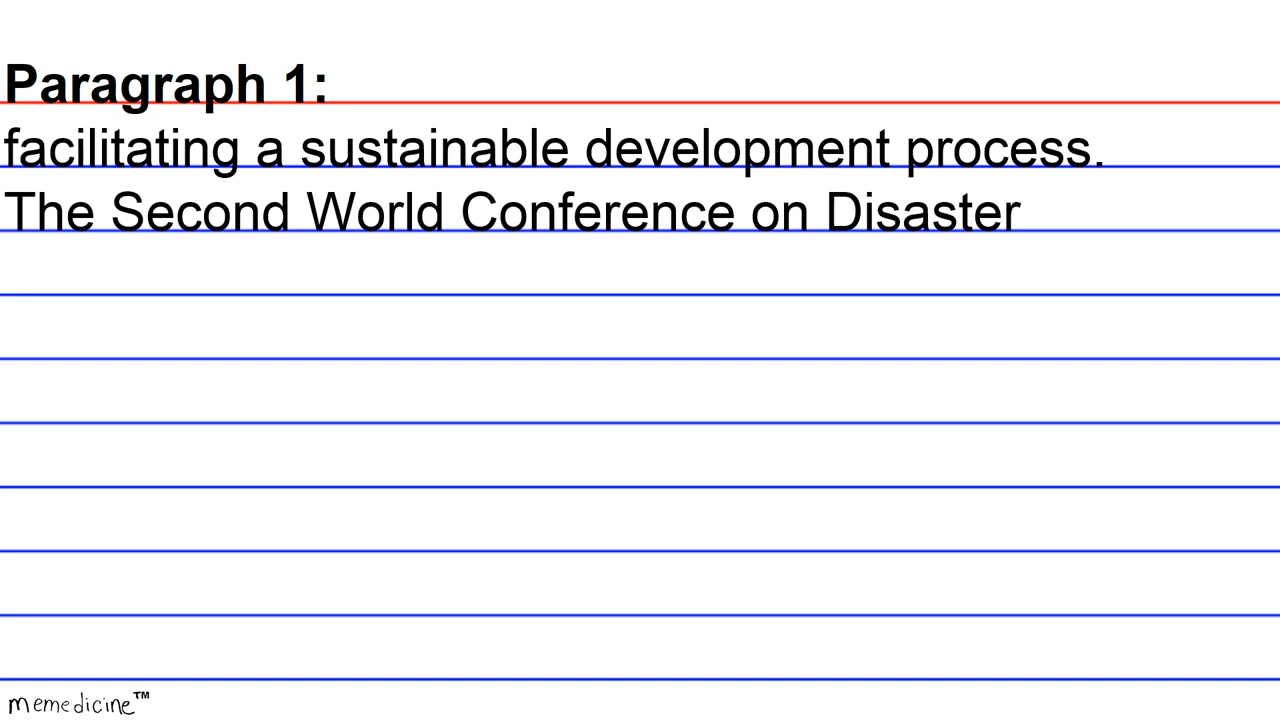 Paragraph 1:
facilitating a sustainable development process.
The Second World Conference on Disaster
memedicine™